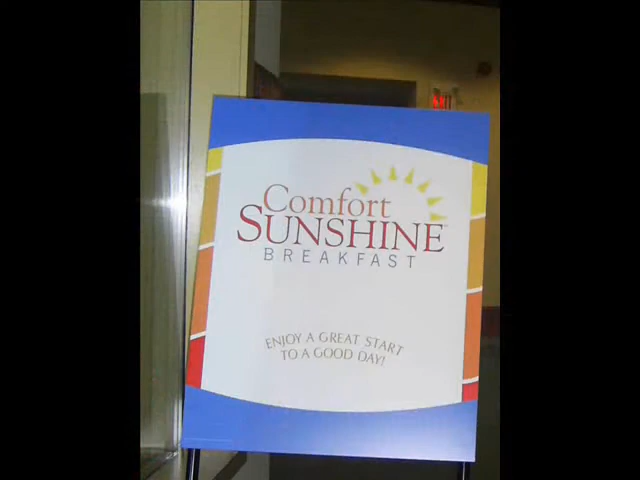 Comfort
SUNSHINE
BREAKFAST
ENJOY A GREAT START
TO A GOOD DAY!